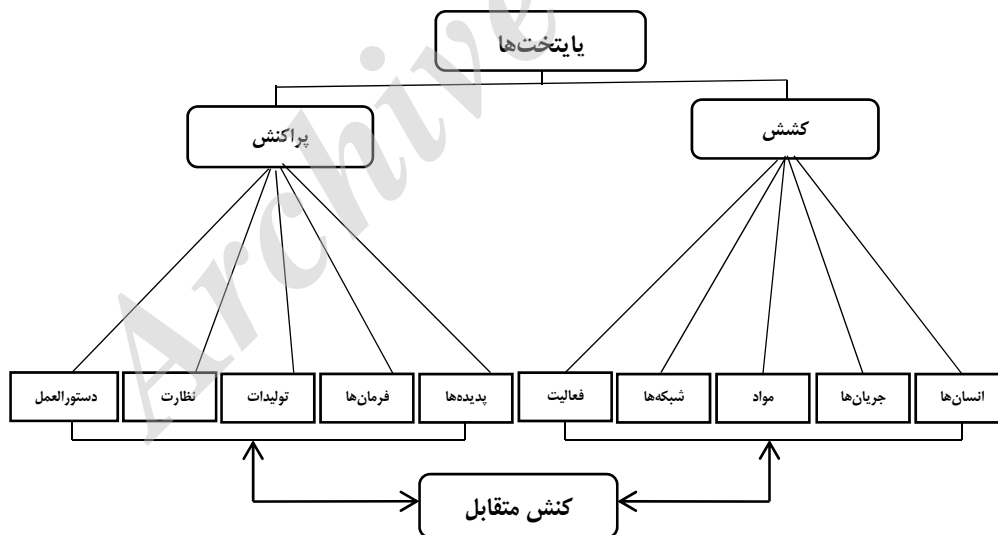 پایتخت‌ها
کشش
پراکنش
انسان‌ها
جریان‌ها
مواد
شبکه‌ها
فعالیت
پدیده‌ها
فرمان‌ها
تولیدات
نظارت
دستورالعمل
کنش متقابل
Archive